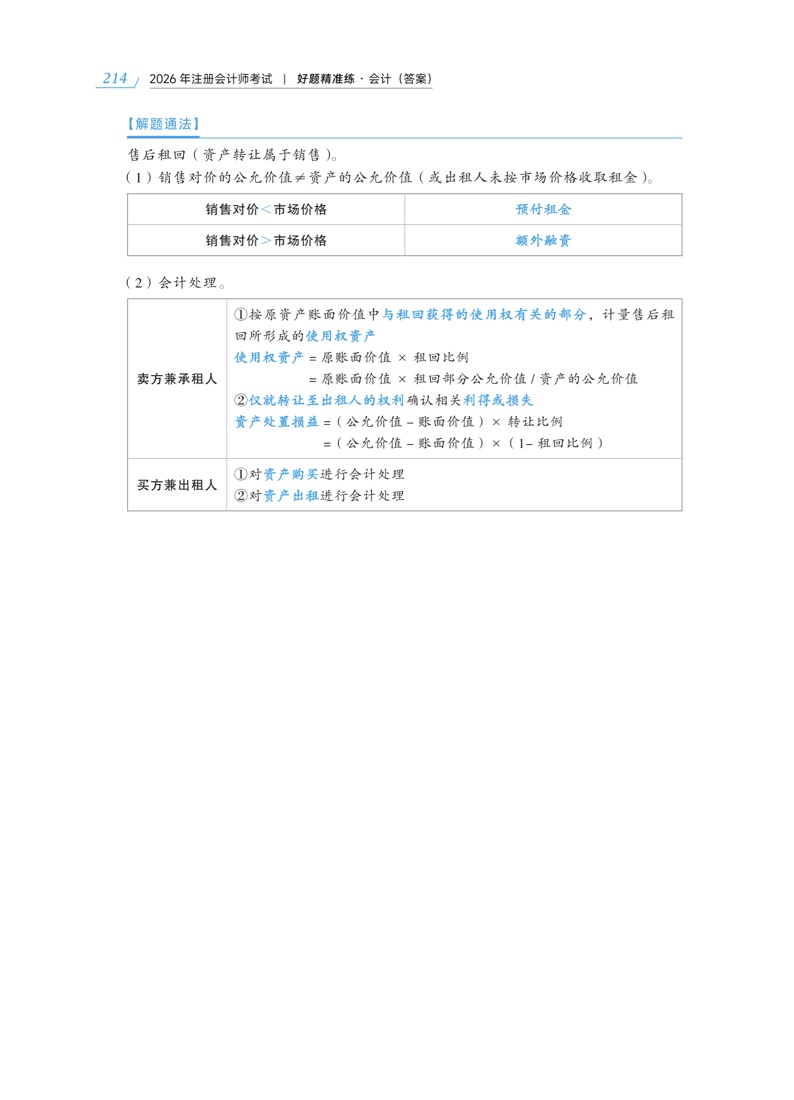 214 2026 年注册会计师考试 | 好题精准练·会计（答案）
【解题通法】
售后租回（资产转让属于销售）。
（1）销售对价的公允价值≠资产的公允价值（或出租人未按市场价格收取租金）。
销售对价＜市场价格 预付租金
销售对价＞市场价格 额外融资
（2）会计处理。
卖方兼承租人
①按原资产账面价值中与租回获得的使用权有关的部分，计量售后租
回所形成的使用权资产
使用权资产 = 原账面价值 × 租回比例
= 原账面价值 × 租回部分公允价值 / 资产的公允价值
②仅就转让至出租人的权利确认相关利得或损失
资产处置损益 =（公允价值 – 账面价值）× 转让比例
=（公允价值 – 账面价值）×（1– 租回比例）
买方兼出租人
①对资产购买进行会计处理
②对资产出租进行会计处理